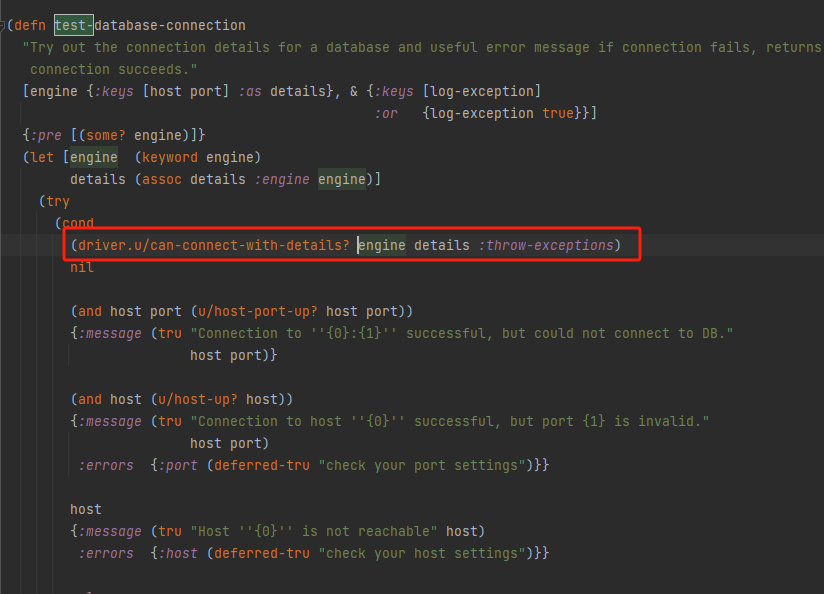 (defn test-database-connection
"Try out the connection details for a database and useful error message if connection fails, returns
connection succeeds."
[engine {:keys [host port] :as details}, & {:keys [log-exception]
:or {log-exception true}}]
{:pre [(some? engine)]}
(let [engine (keyword engine)
details (assoc details :engine engine)]
(try
(cond
(driver.u/can-connect-with-details? engine details :throw-exceptions)
nil
(and host port (u/host-port-up? host port))
{:message (tru "Connection to ''{0}:{1}'' successful, but could not connect to DB."
host port)}
(and host (u/host-up? host))
{:message (tru "Connection to host ''{0}'' successful, but port {1} is invalid."
host port)
:errors {:port (deferred-tru "check your port settings")}}
host
{:message (tru "Host ''{0}'' is not reachable" host)
:errors {:host (deferred-tru "check your host settings")}}